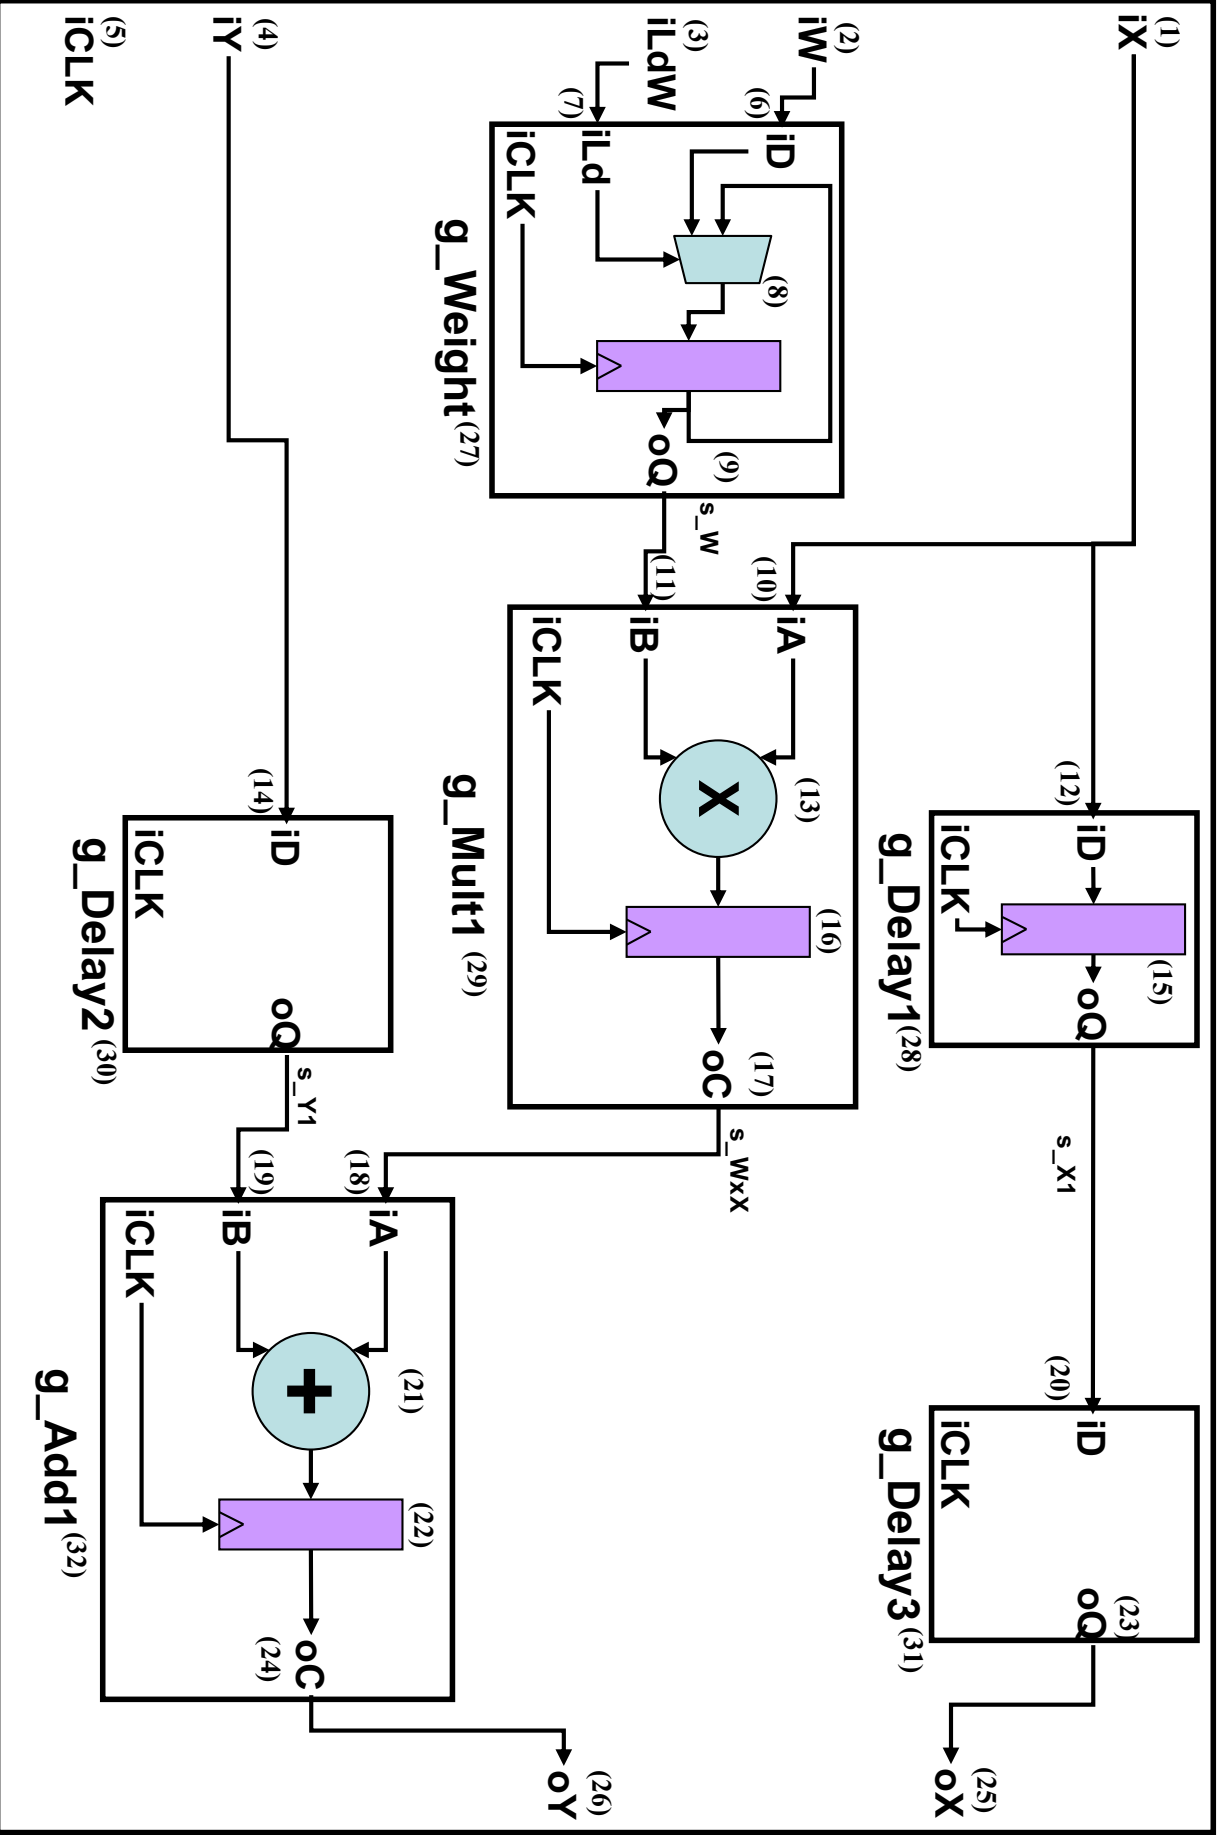 (1)
iX
(2)
iW
(3)
iLdW
(4)
iY
(5)
iCLK
(6)
iD
(7)
iLd
iCLK
(8)
(9)
oQ
g_Weight (27)
s_W
(10)
iA
(11)
iB
iCLK
(13)
X
(16)
(17)
oC
g_Mult1 (29)
s_WxX
(12)
iD
iCLK
(15)
oQ
g_Delay1 (28)
s_X1
(14)
iD
iCLK
oQ
g_Delay2 (30)
s_Y1
(18)
iA
(19)
iB
iCLK
(21)
+
(22)
oC
(24)
g_Add1 (32)
(20)
iD
iCLK
(23)
oQ
g_Delay3 (31)
(25)
oX
(26)
oY